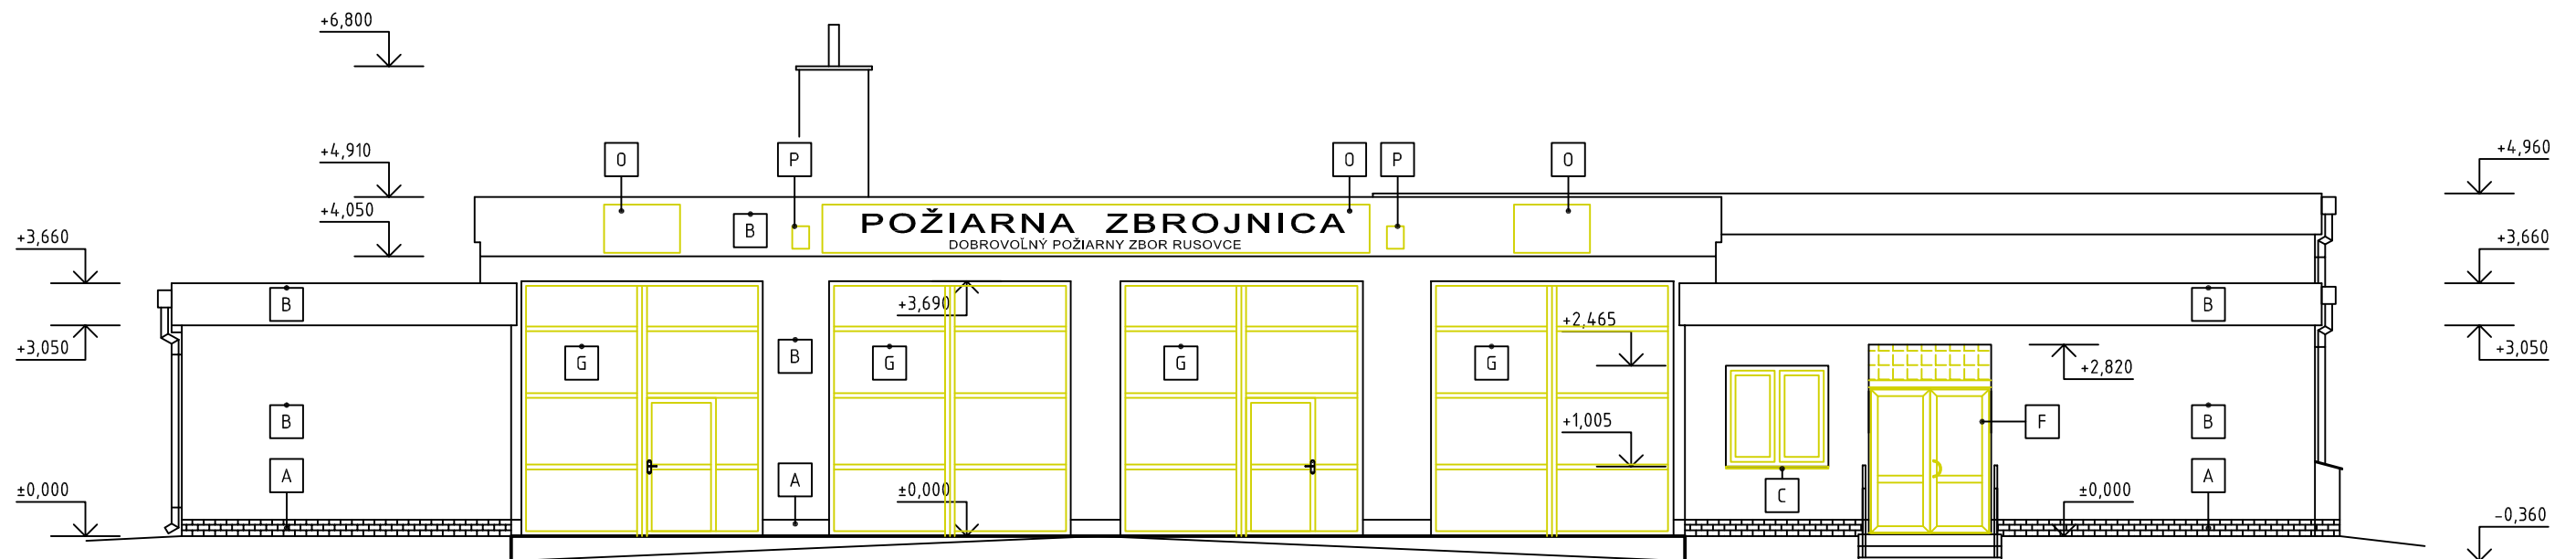 +6,800
O
P
O
P
O
+4,910
+4,960
+4,050
B
POŽIARNA ZBROJNICA
DOBROVOĽNÝ POŽIARNY ZBOR RUSOVCE
+3,660
+3,660
B
+3,690
B
+2,465
+3,050
G
B
G
G
G
+3,050
+2,820
B
+1,005
F
B
A
A
A
±0,000
±0,000
C
±0,000
-0,360